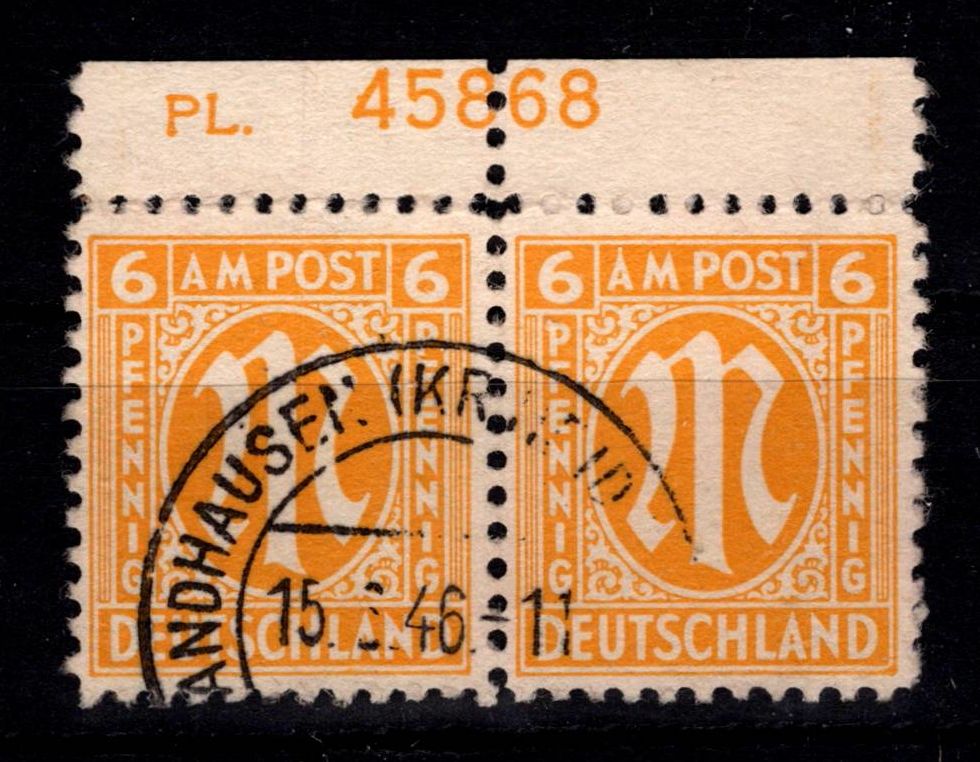 PL. 45868
6 AM POST 6 6 AM POST 6
PFENNIG M PFENNIG PFENNIG M PFENNIG
DEUTSCHLAND DEUTSCHLAND
ANDHAUSEN (KR.
15. .46.-11